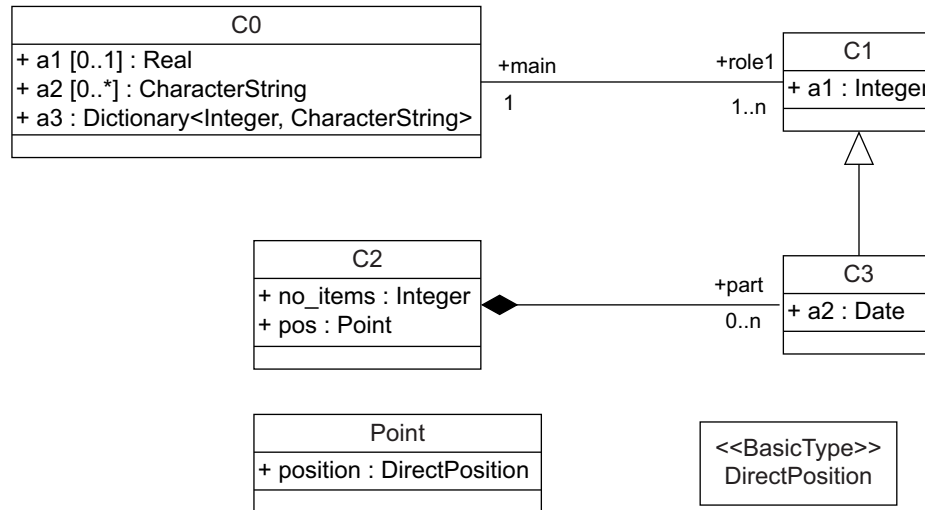 C0
+ a1 [0..1] : Real
+ a2 [0..*] : CharacterString
+ a3 : Dictionary<Integer, CharacterString>
+main
1
+role1
1..n
C1
+ a1 : Integer
C2
+ no_items : Integer
+ pos : Point
+part
0..n
C3
+ a2 : Date
Point
+ position : DirectPosition
<<BasicType>>
DirectPosition